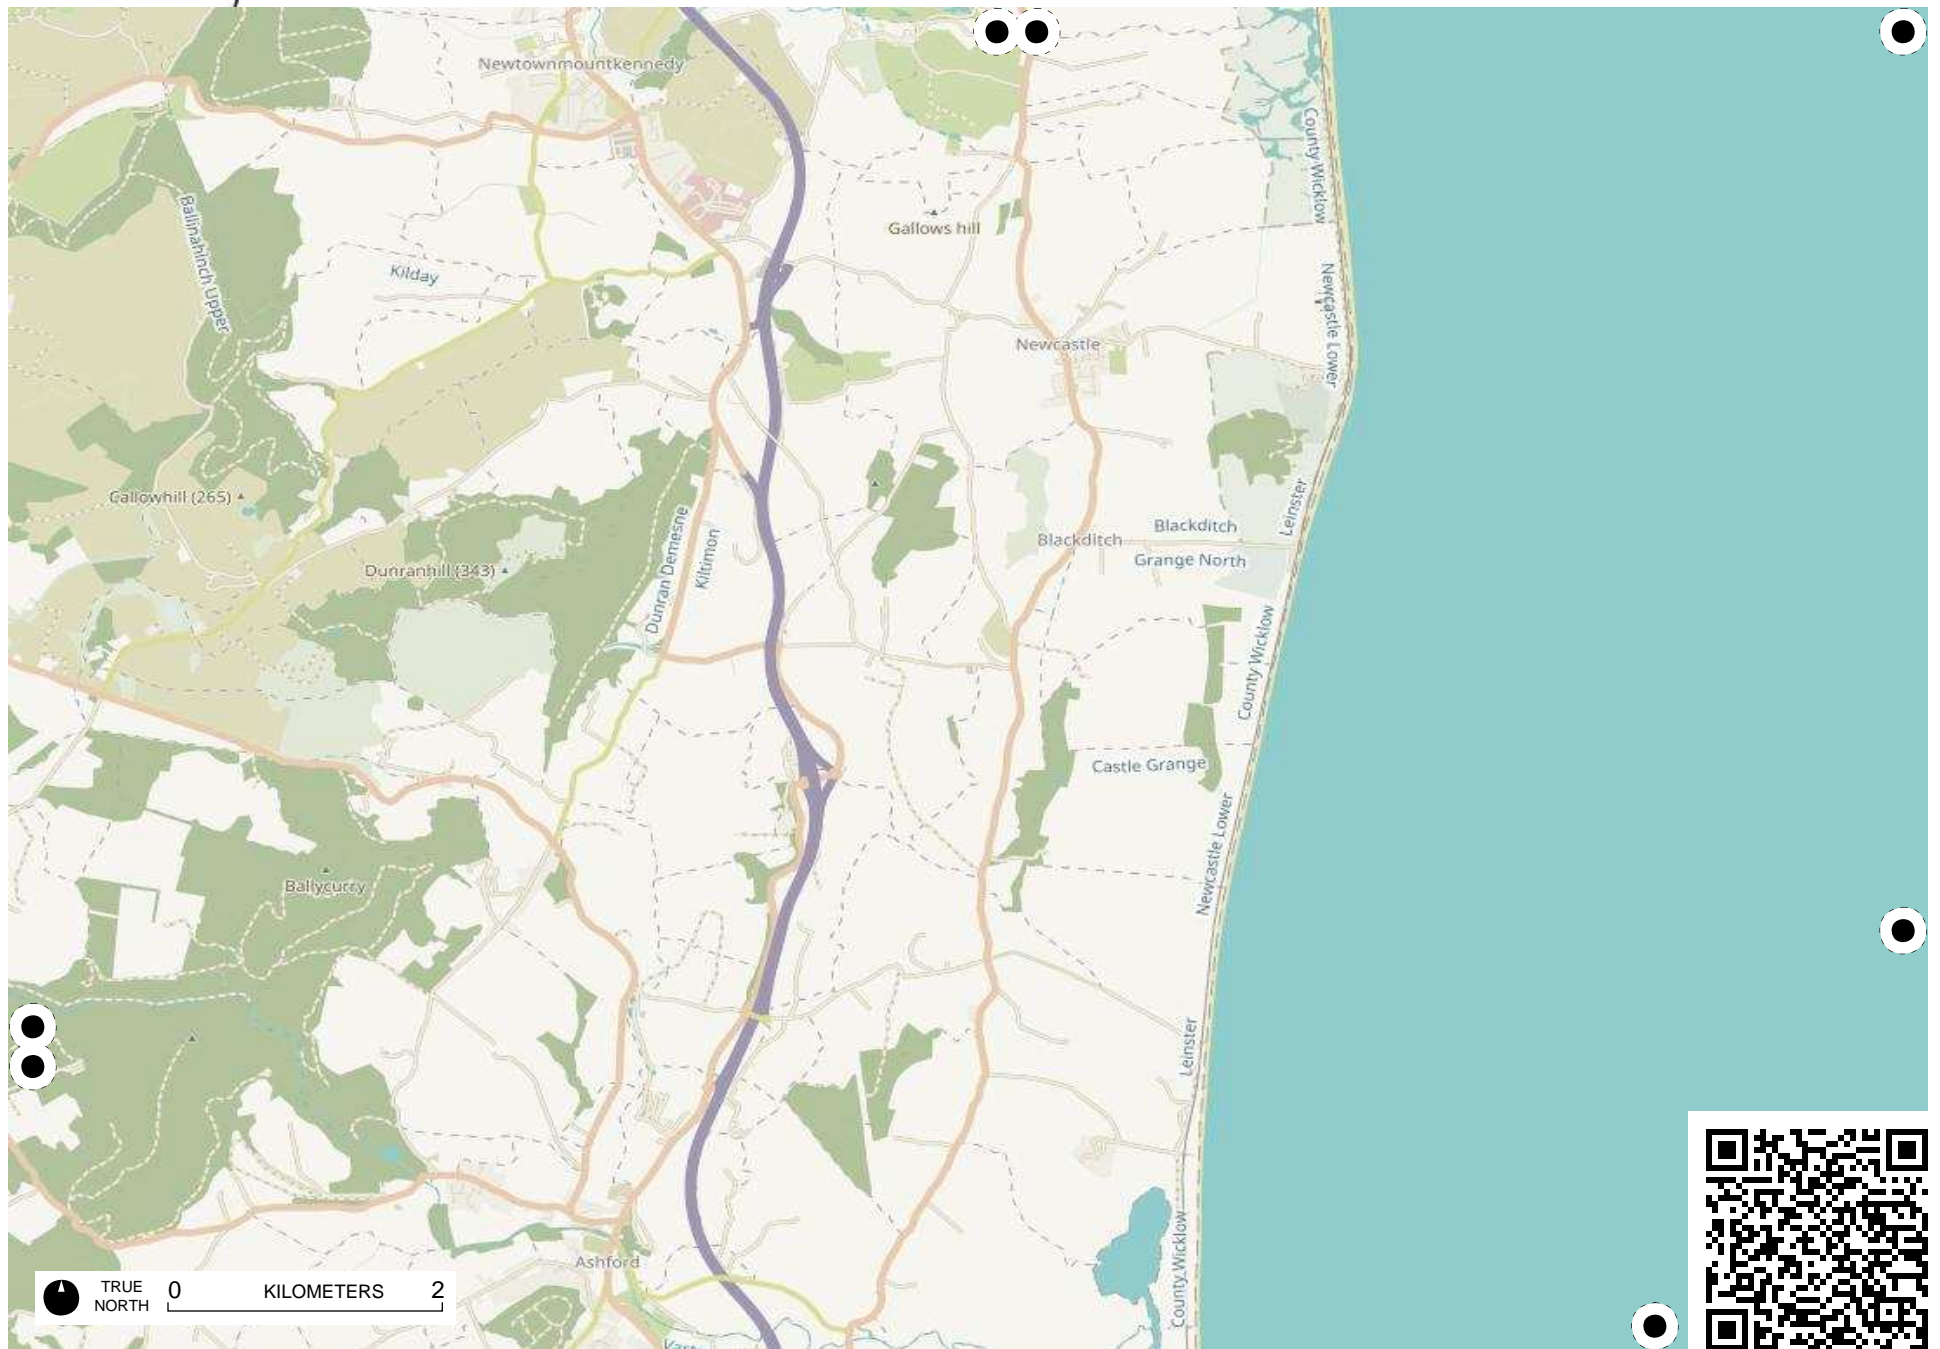 Newtownmountkennedy
County Wicklow
Ballinahinch Upper
Gallows hill
Kilday
Newcastle Lower
Newcastle
Callowhill (265)
Leinster
Blackditch
Blackditch
Dunran Demesne
Kiltimon
Grange North
Dunranhill (343)
County Wicklow
Castle Grange
Newcastle Lower
Ballycurry
Leinster
County Wicklow
Ashford
TRUE NORTH
0 KILOMETERS 2